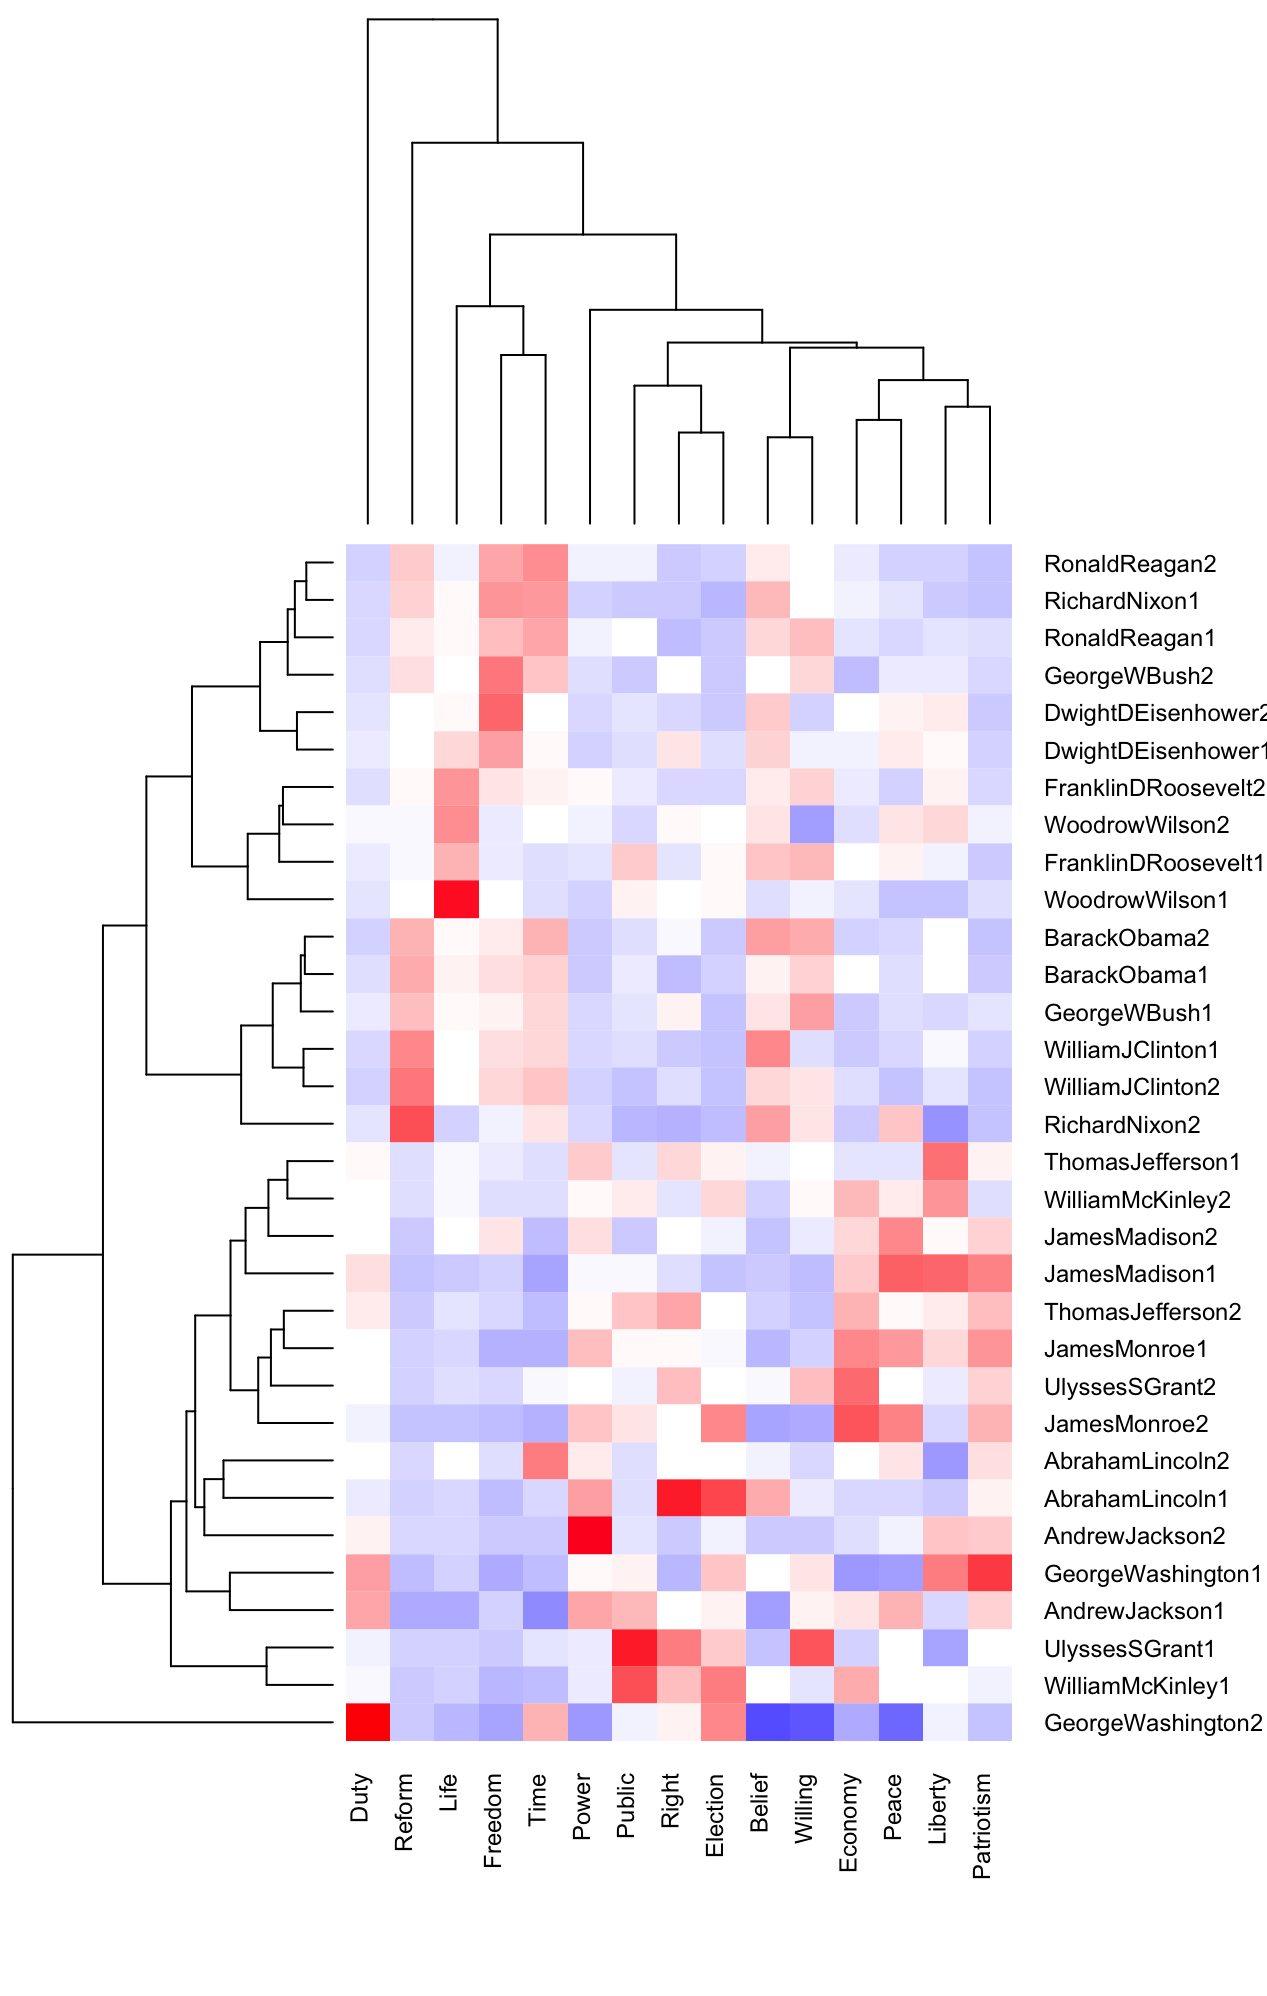 RonaldReagan2
RichardNixon1
RonaldReagan1
GeorgeWBush2
DwightDEisenhower2
DwightDEisenhower1
FranklinDRoosevelt2
WoodrowWilson2
FranklinDRoosevelt1
WoodrowWilson1
BarackObama2
BarackObama1
GeorgeWBush1
WilliamJClinton1
WilliamJClinton2
RichardNixon2
ThomasJefferson1
WilliamMcKinley2
JamesMadison2
JamesMadison1
ThomasJefferson2
JamesMonroe1
UlyssesSGrant2
JamesMonroe2
AbrahamLincoln2
AbrahamLincoln1
AndrewJackson2
GeorgeWashington1
AndrewJackson1
UlyssesSGrant1
WilliamMcKinley1
GeorgeWashington2
Duty
Reform
Life
Freedom
Time
Power
Public
Right
Election
Belief
Willing
Economy
Peace
Liberty
Patriotism